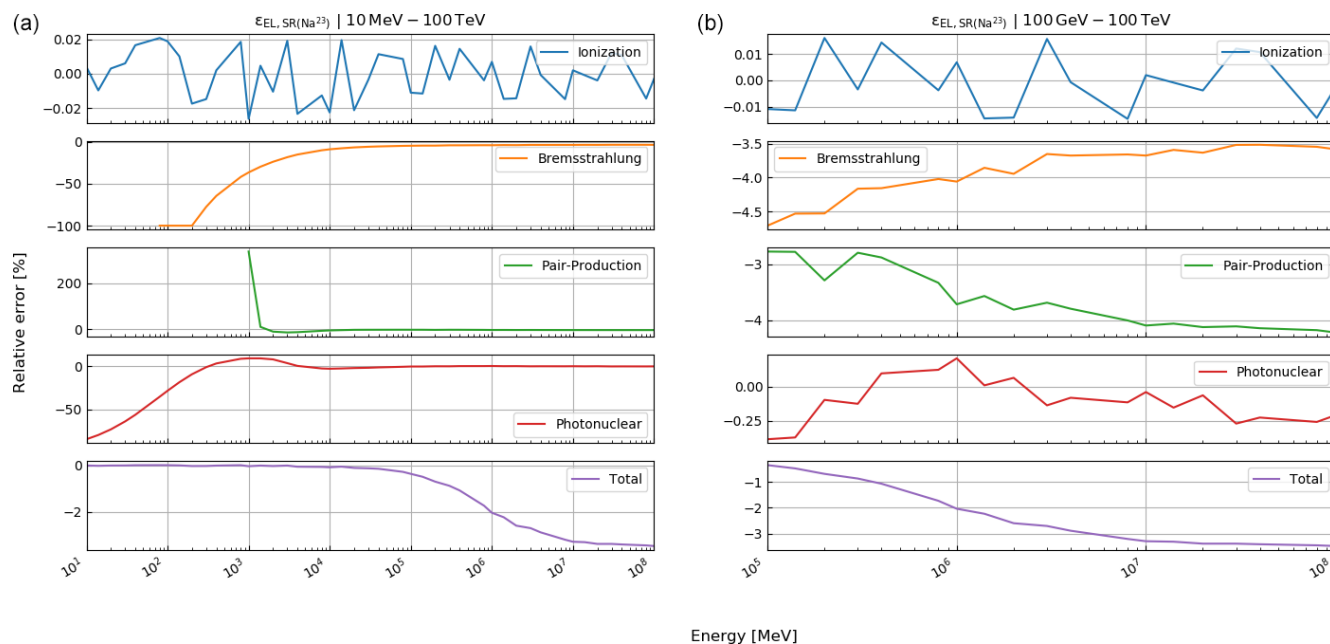 (a)
ε_EL, SR(Na^23) | 10 MeV − 100 TeV
0.02
0.00
−0.02
Ionization
0
−50
−100
Bremsstrahlung
200
0
Pair-Production
0
−50
Photonuclear
0
−2
Total
10^1
10^2
10^3
10^4
10^5
10^6
10^7
10^8
Relative error [%]
(b)
ε_EL, SR(Na^23) | 100 GeV − 100 TeV
0.01
0.00
−0.01
Ionization
−3.5
−4.0
−4.5
Bremsstrahlung
−3
−4
Pair-Production
0.00
−0.25
Photonuclear
−1
−2
−3
Total
10^5
10^6
10^7
10^8
Energy [MeV]